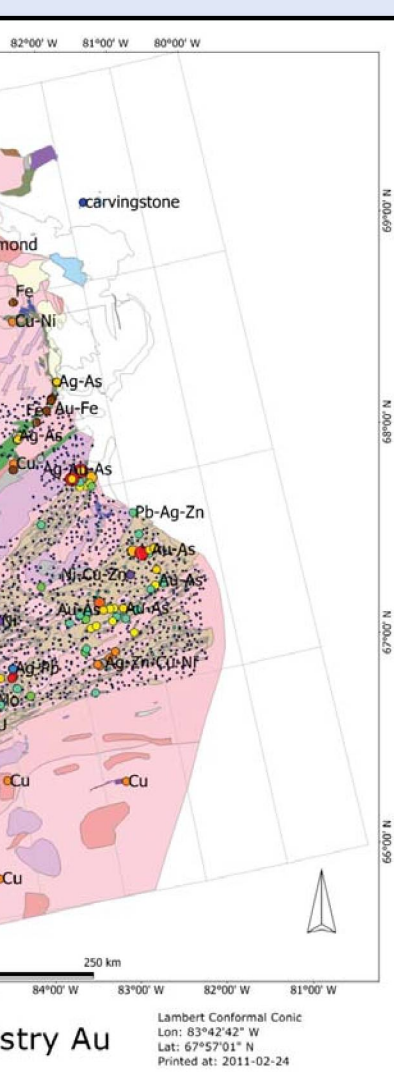 82°00' W 81°00' W 80°00' W
69°00' N
carvingstone
mond
Fe
Cu-Ni
Ag-As
68°00' N
Fe Au-Fe
Ag-As
Cu Ag-Au-As
Pb-Ag-Zn
Au-As
Ni-Cu-Zn Au-As
Au-As Au-As
67°00' N
Ni
Ag-Pb Ag-Zn-Cu-Ni
Mo
U
Cu Cu
66°00' N
Cu
250 km
84°00' W 83°00' W 82°00' W 81°00' W
stry Au
Lambert Conformal Conic
Lon: 83°42'42" W
Lat: 67°57'01" N
Printed at: 2011-02-24